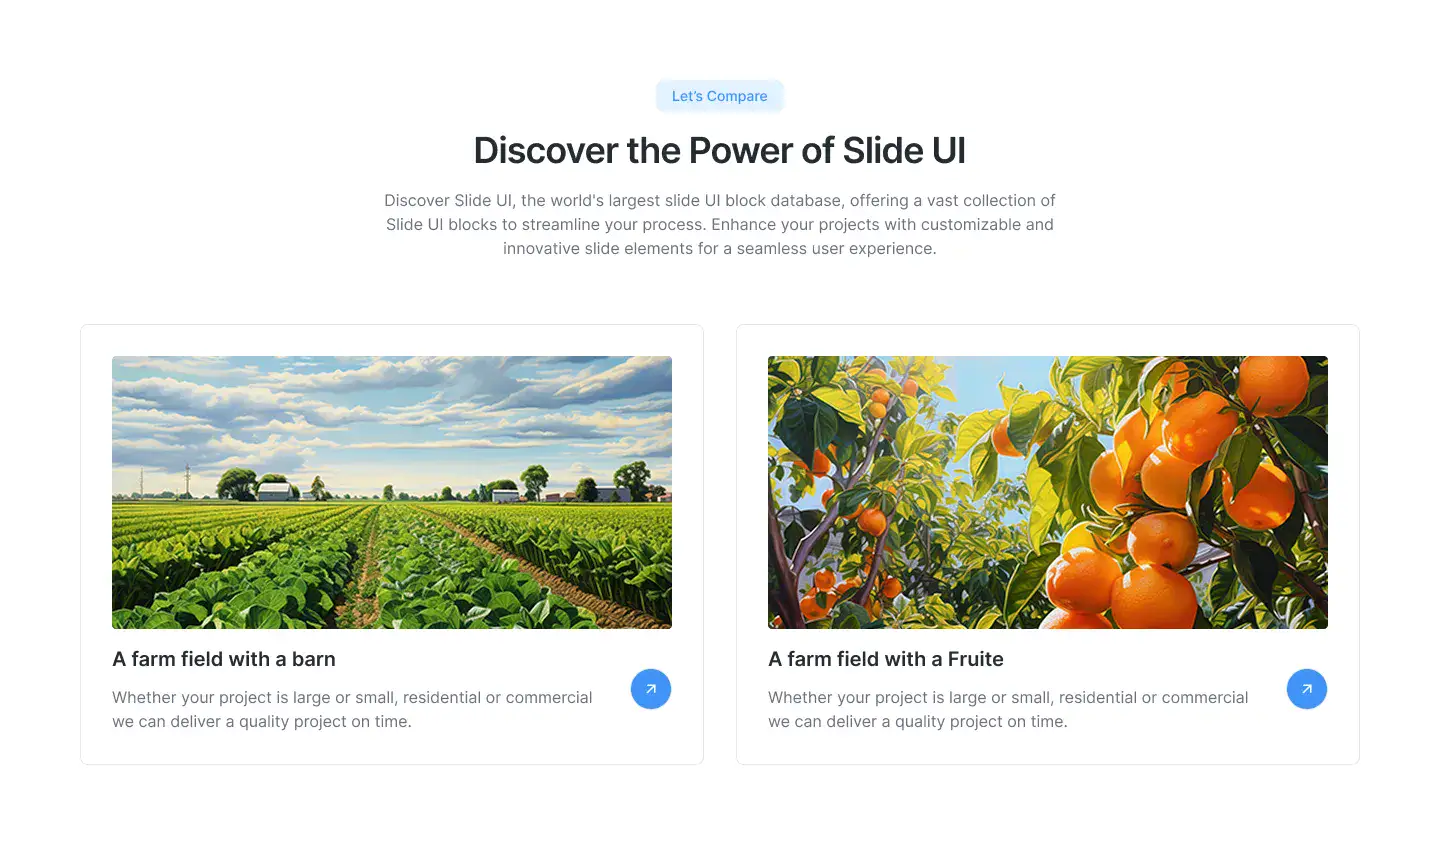 Let's Compare
Discover the Power of Slide UI
Discover Slide UI, the world's largest slide UI block database, offering a vast collection of
Slide UI blocks to streamline your process. Enhance your projects with customizable and
innovative slide elements for a seamless user experience.
A farm field with a barn
Whether your project is large or small, residential or commercial
we can deliver a quality project on time.
A farm field with a Fruite
Whether your project is large or small, residential or commercial
we can deliver a quality project on time.